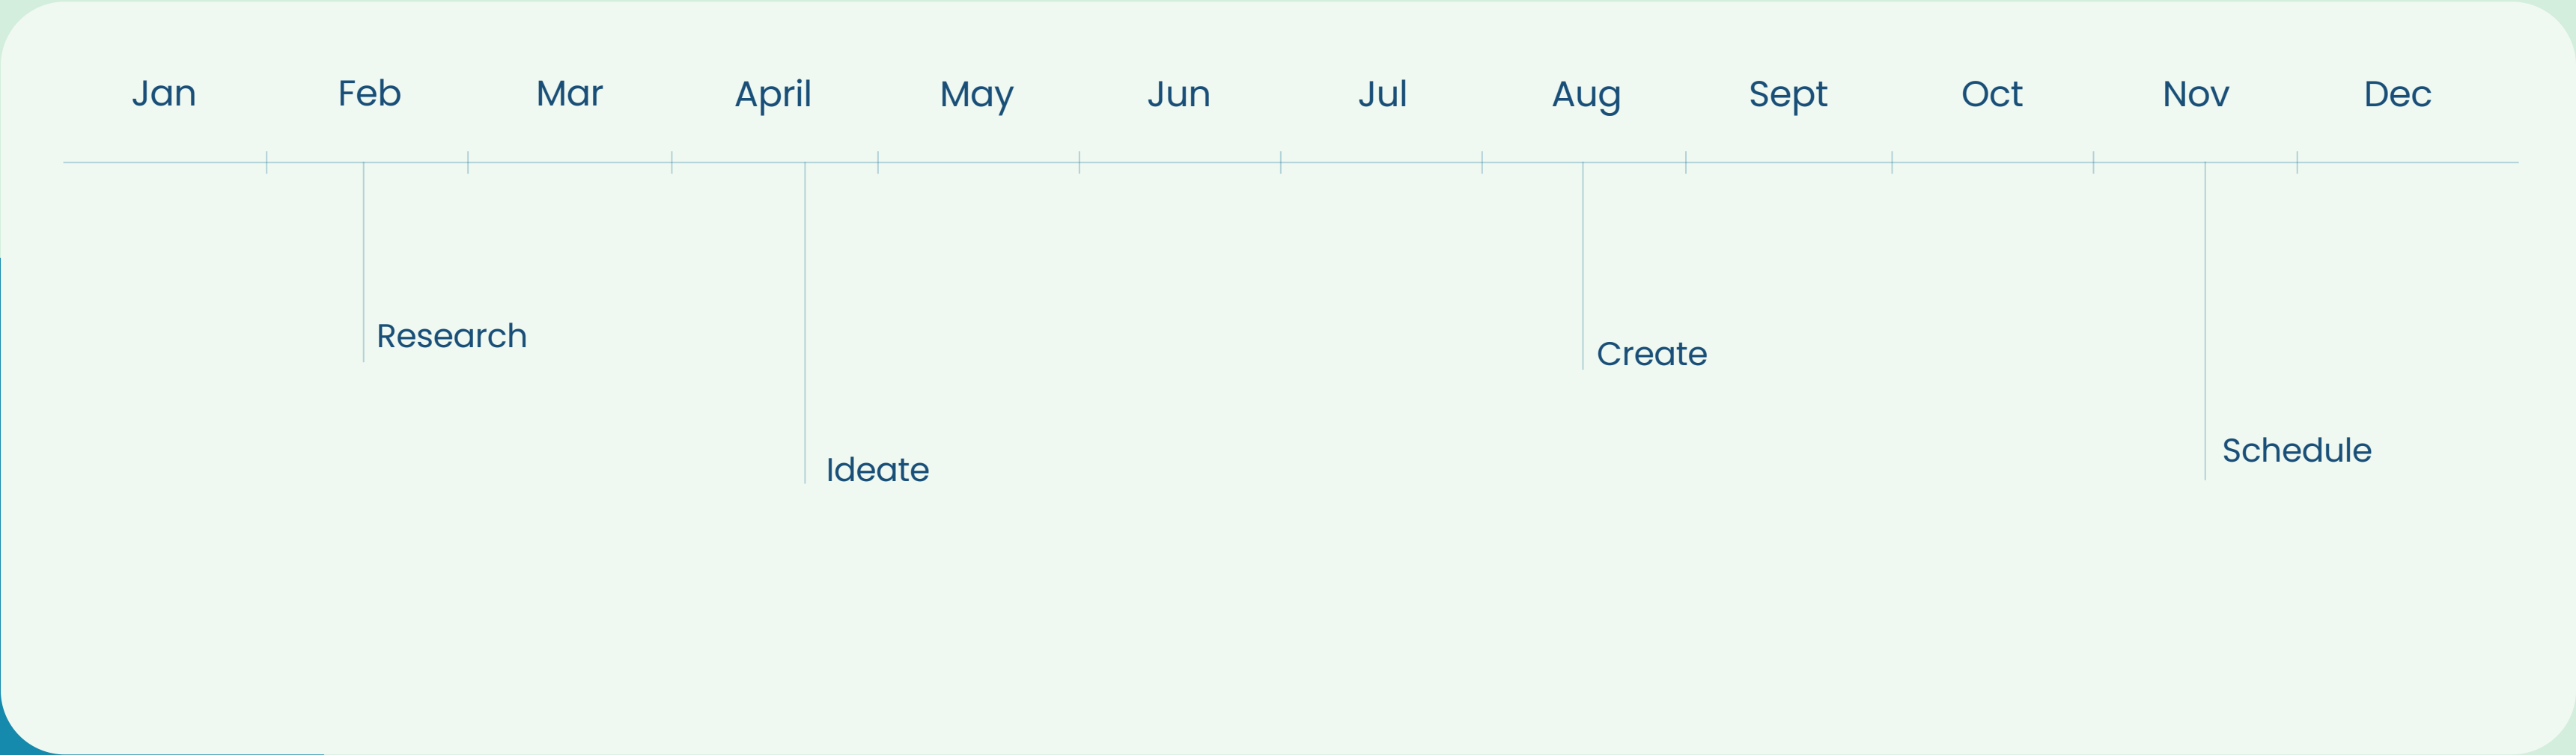 Jan Feb Mar April May Jun Jul Aug Sept Oct Nov Dec
Research
Create
Schedule
Ideate